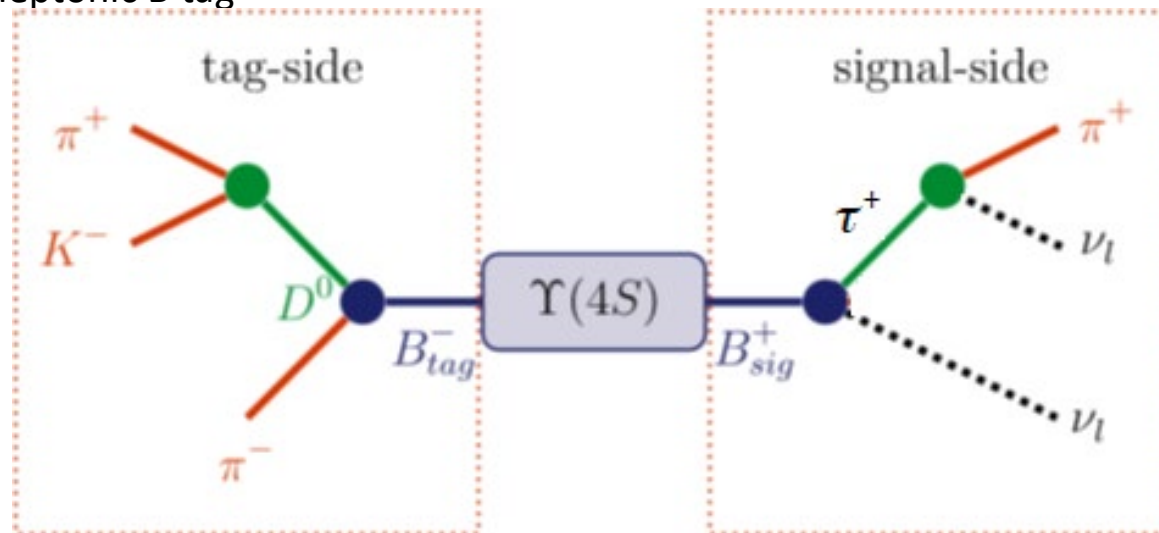 tag-side
signal-side
π⁺
K⁻
D⁰
π⁻
B⁻tag
Υ(4S)
B⁺sig
τ⁺
π⁺
νl
νl